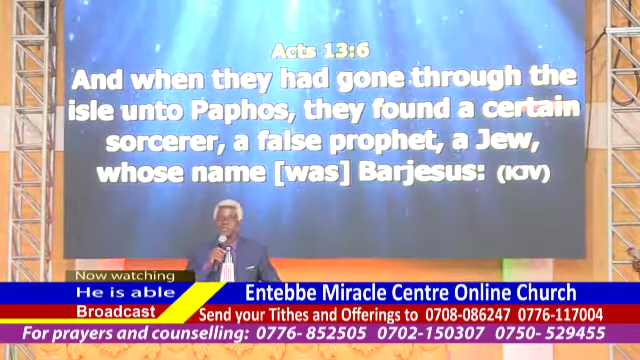 Acts 13:6
And when they had gone through the
isle unto Paphos, they found a certain
sorcerer, a false prophet, a Jew,
whose name [was] Barjesus: (KJV)
Now watching
He is able
Broadcast
Entebbe Miracle Centre Online Church
Send your Tithes and Offerings to 0708-086247 0776-117004
For prayers and counselling: 0776- 852505 0702-150307 0750- 529455